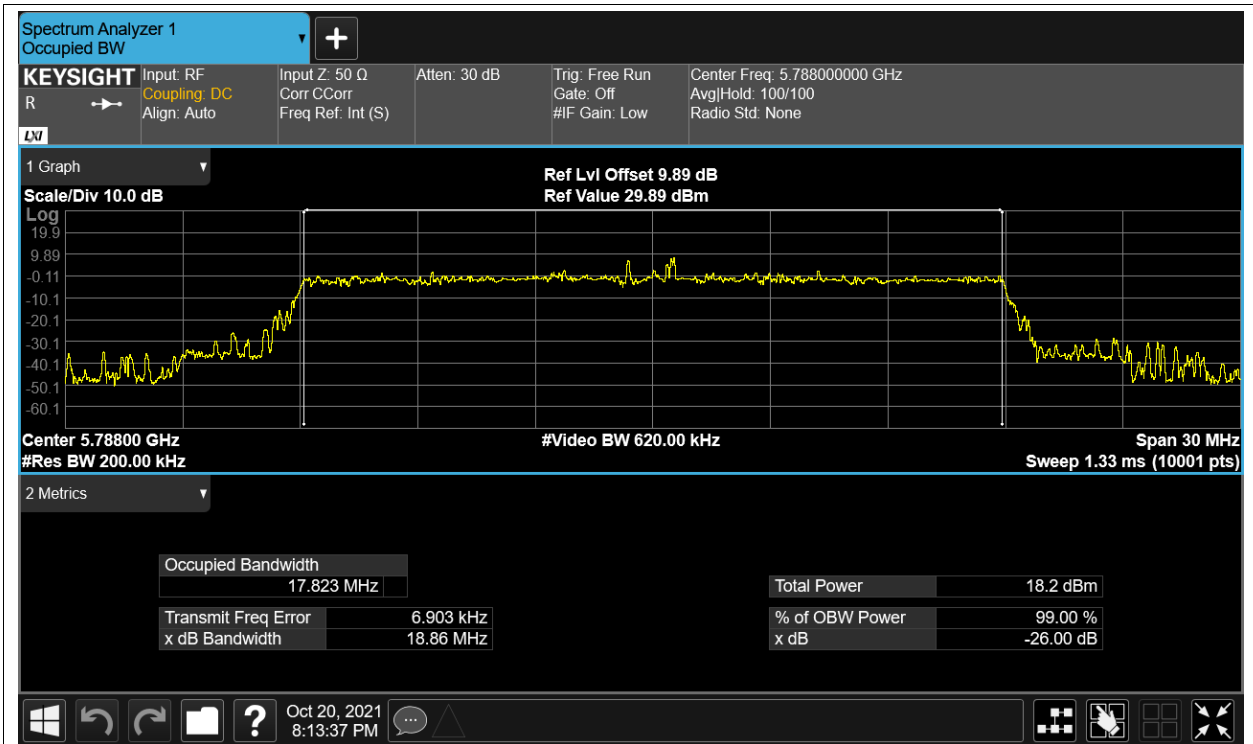 Spectrum Analyzer 1
Occupied BW
KEYSIGHT Input: RF Input Z: 50 Ω Atten: 30 dB Trig: Free Run Center Freq: 5.788000000 GHz
R Coupling: DC Corr CCorr Gate: Off Avg|Hold: 100/100
Align: Auto Freq Ref: Int (S) #IF Gain: Low Radio Std: None
LXI
1 Graph
Ref Lvl Offset 9.89 dB
Scale/Div 10.0 dB Ref Value 29.89 dBm
Log
19.9
9.89
-0.11
-10.1
-20.1
-30.1
-40.1
-50.1
-60.1
Center 5.78800 GHz #Video BW 620.00 kHz Span 30 MHz
#Res BW 200.00 kHz Sweep 1.33 ms (10001 pts)
2 Metrics
Occupied Bandwidth
17.823 MHz Total Power 18.2 dBm
Transmit Freq Error 6.903 kHz % of OBW Power 99.00 %
x dB Bandwidth 18.86 MHz x dB -26.00 dB
? Oct 20, 2021
8:13:37 PM